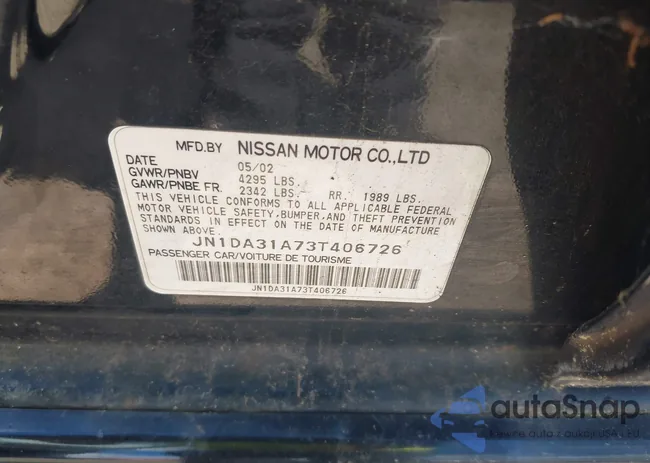 MFD.BY NISSAN MOTOR CO.,LTD
DATE 05/02
GVWR/PNBV 4295 LBS.
GAWR/PNBE FR. 2342 LBS. RR. 1989 LBS.
THIS VEHICLE CONFORMS TO ALL APPLICABLE FEDERAL
MOTOR VEHICLE SAFETY, BUMPER, AND THEFT PREVENTION
STANDARDS IN EFFECT ON THE DATE OF MANUFACTURE
SHOWN ABOVE.
JN1DA31A73T406726
PASSENGER CAR/VOITURE DE TOURISME
JN1DA31A73T406726
autoSnap